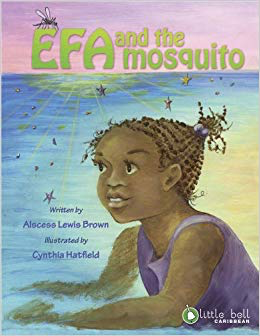 EFA and the
mosquito
Written by
Alscess Lewis Brown
Illustrated by
Cynthia Hatfield
little bell
CARIBBEAN